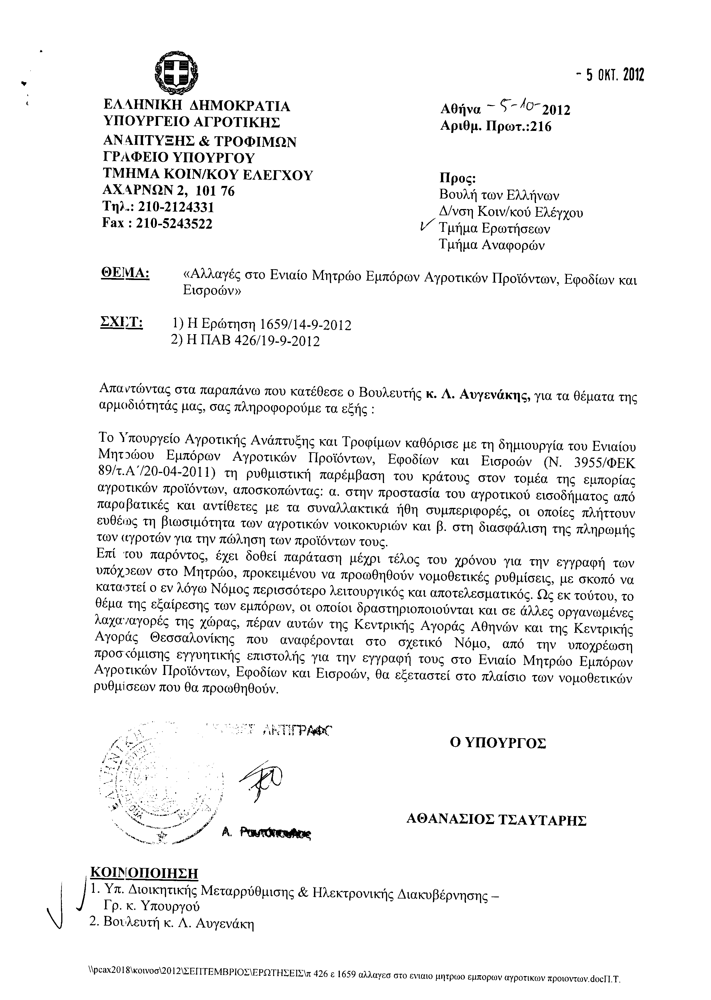 - 5 ΟΚΤ. 2012
ΕΛΛΗΝΙΚΗ ΔΗΜΟΚΡΑΤΙΑ
ΥΠΟΥΡΓΕΙΟ ΑΓΡΟΤΙΚΗΣ
ΑΝΑΠΤΥΞΗΣ & ΤΡΟΦΙΜΩΝ
ΓΡΑΦΕΙΟ ΥΠΟΥΡΓΟΥ
ΤΜΗΜΑ ΚΟΙΝ/ΚΟΥ ΕΛΕΓΧΟΥ
ΑΧΑΡΝΩΝ 2, 101 76
Τηλ.: 210-2124331
Fax : 210-5243522
Αθήνα - 5-10-2012
Αριθμ. Πρωτ.:216
Προς:
Βουλή των Ελλήνων
Δ/νση Κοιν/κού Ελέγχου
Τμήμα Ερωτήσεων
Τμήμα Αναφορών
ΘΕΜΑ: «Αλλαγές στο Ενιαίο Μητρώο Εμπόρων Αγροτικών Προϊόντων, Εφοδίων και
Εισροών»
ΣΧΕΤ: 1) Η Ερώτηση 1659/14-9-2012
2) Η ΠΑΒ 426/19-9-2012
Απαντώντας στα παραπάνω που κατέθεσε ο Βουλευτής κ. Λ. Αυγενάκης, για τα θέματα της
αρμοδιότητάς μας, σας πληροφορούμε τα εξής :
Το Υπουργείο Αγροτικής Ανάπτυξης και Τροφίμων καθόρισε με τη δημιουργία του Ενιαίου
Μητρώου Εμπόρων Αγροτικών Προϊόντων, Εφοδίων και Εισροών (Ν. 3955/ΦΕΚ
89/τ.Α΄/20-04-2011) τη ρυθμιστική παρέμβαση του κράτους στον τομέα της εμπορίας
αγροτικών προϊόντων, αποσκοπώντας: α. στην προστασία του αγροτικού εισοδήματος από
παραβατικές και αντίθετες με τα συναλλακτικά ήθη συμπεριφορές, οι οποίες πλήττουν
ευθέως τη βιωσιμότητα των αγροτικών νοικοκυριών και β. στη διασφάλιση της πληρωμής
των αγροτών για την πώληση των προϊόντων τους.
Επί του παρόντος, έχει δοθεί παράταση μέχρι τέλος του χρόνου για την εγγραφή των
υπόχρεων στο Μητρώο, προκειμένου να προωθηθούν νομοθετικές ρυθμίσεις, με σκοπό να
καταστεί ο εν λόγω Νόμος περισσότερο λειτουργικός και αποτελεσματικός. Ως εκ τούτου, το
θέμα της εξαίρεσης των εμπόρων, οι οποίοι δραστηριοποιούνται και σε άλλες οργανωμένες
λαχαναγορές της χώρας, πέραν αυτών της Κεντρικής Αγοράς Αθηνών και της Κεντρικής
Αγοράς Θεσσαλονίκης που αναφέρονται στο σχετικό Νόμο, από την υποχρέωση
προσκόμισης εγγυητικής επιστολής για την εγγραφή τους στο Ενιαίο Μητρώο Εμπόρων
Αγροτικών Προϊόντων, Εφοδίων και Εισροών, θα εξεταστεί στο πλαίσιο των νομοθετικών
ρυθμίσεων που θα προωθηθούν.
ΑΝΤΙΓΡΑΦΟ
Ο ΥΠΟΥΡΓΟΣ
ΑΘΑΝΑΣΙΟΣ ΤΣΑΥΤΑΡΗΣ
Α.
ΚΟΙΝΟΠΟΙΗΣΗ
1. Υπ. Διοικητικής Μεταρρύθμισης & Ηλεκτρονικής Διακυβέρνησης –
Γρ. κ. Υπουργού
2. Βουλευτή κ. Λ. Αυγενάκη
\\pcax2018\κοινοσ\2012\ΣΕΠΤΕΜΒΡΙΟΣ\ΕΡΩΤΗΣΕΙΣ\π 426 ε 1659 αλλαγεσ στο ενιαιο μητρωο εμπορων αγροτικων προιοντων.docΠ.Τ.